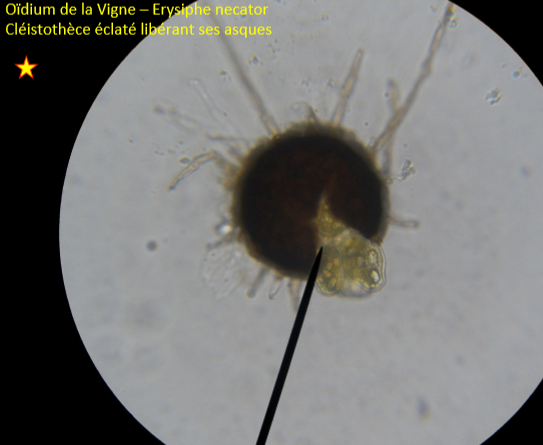 Oïdium de la Vigne – Erysiphe necator
Cléistothèce éclaté libérant ses asques